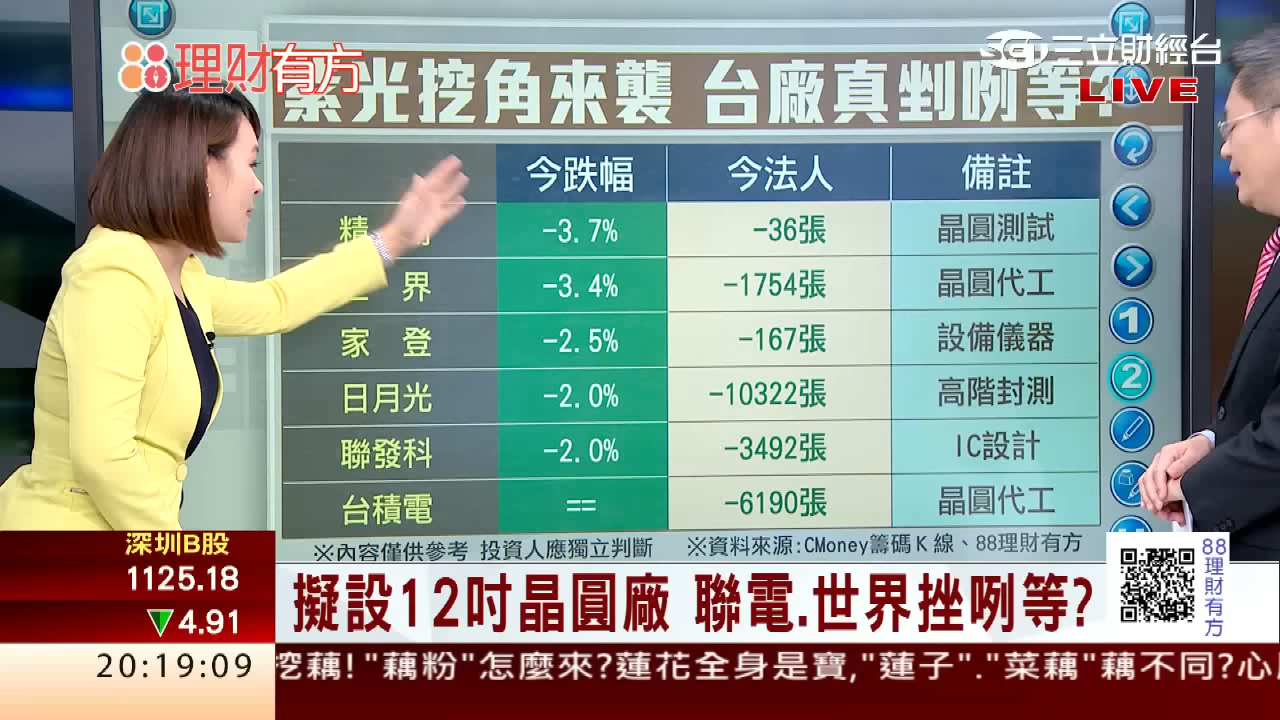 88理財有方
三立財經台
LIVE
紫光挖角來襲 台廠真剉咧等?
今跌幅 今法人 備註
精 -3.7% -36張 晶圓測試
界 -3.4% -1754張 晶圓代工
家登 -2.5% -167張 設備儀器
日月光 -2.0% -10322張 高階封測
聯發科 -2.0% -3492張 IC設計
台積電 == -6190張 晶圓代工
1
2
※內容僅供參考 投資人應獨立判斷 ※資料來源:CMoney籌碼K線、88理財有方
深圳B股
1125.18
▼4.91
擬設12吋晶圓廠 聯電.世界挫咧等?
88理財有方
20:19:09
挖藕!"藕粉"怎麼來?蓮花全身是寶,"蓮子"."菜藕"藕不同?心